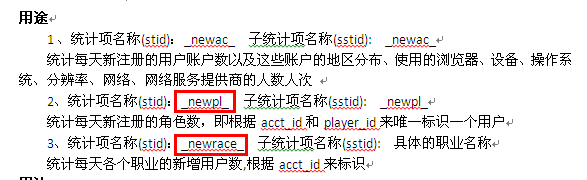 用途
1、统计项名称(stid): _newac_ 子统计项名称(sstid): _newac_
统计每天新注册的用户账户数以及这些账户的地区分布、使用的浏览器、设备、操作系
统、分辨率、网络、网络服务提供商的人数人次
2、统计项名称(stid): _newpl_ 子统计项名称(sstid): _newpl_
统计每天新注册的角色数，即根据 acct_id 和 player_id 来唯一标识一个用户
3、统计项名称(stid): _newrace_ 子统计项名称(sstid): 具体的职业名称
统计每天各个职业的新增用户数,根据 acct_id 来标识